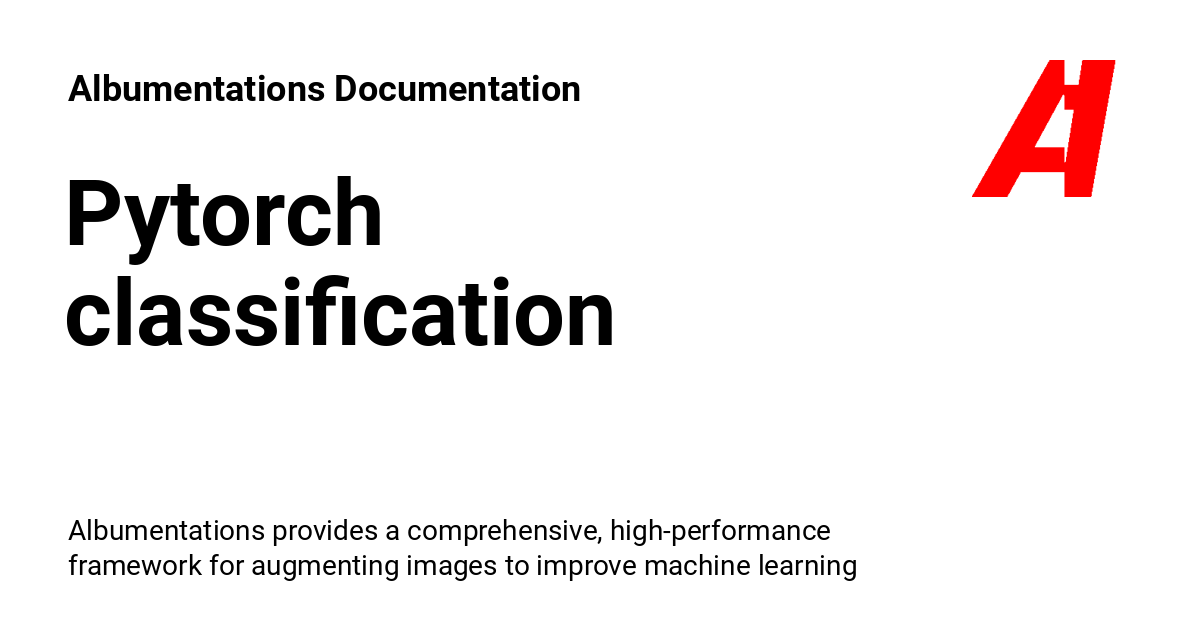 Albumentations Documentation
Pytorch
classification
Albumentations provides a comprehensive, high-performance
framework for augmenting images to improve machine learning